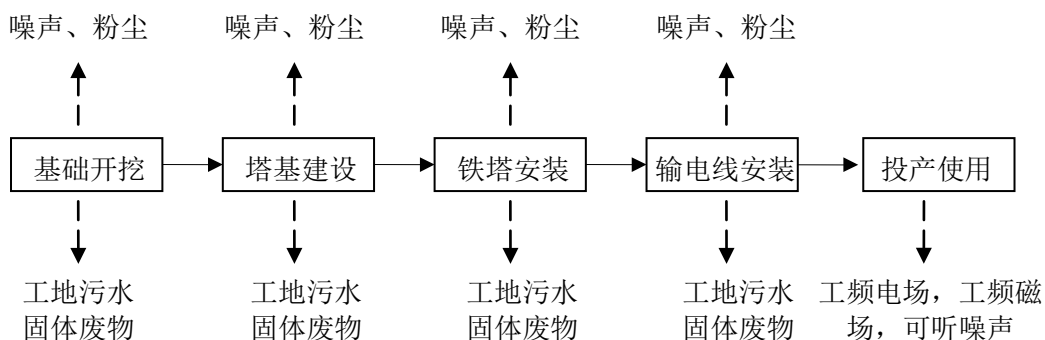 噪声、粉尘 噪声、粉尘 噪声、粉尘 噪声、粉尘
基础开挖 塔基建设 铁塔安装 输电线安装 投产使用
工地污水 工地污水 工地污水 工地污水 工频电场，工频磁
固体废物 固体废物 固体废物 固体废物 场，可听噪声